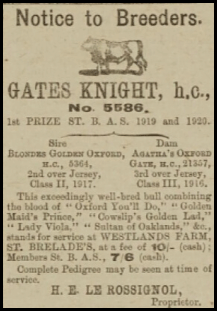 Notice to Breeders.
GATES KNIGHT, h.c.,
No. 5586.
1st PRIZE ST. B. A. S. 1919 and 1920.
Sire Dam
BLONDES GOLDEN OXFORD, AGATHA'S OXFORD
H.C., 5364, GATE, H.C., 21357,
2nd over Jersey, 3rd over Jersey,
Class II, 1917. Class III, 1916.
This exceedingly well-bred bull combining
the blood of "Oxford You'll Do," "Golden
Maid's Prince," "Cowslip's Golden Lad,"
"Lady Viola," "Sultan of Oaklands," &c.,
stands for service at WESTLANDS FARM,
ST. BRELADE'S, at a fee of 10/- (cash);
Members St. B. A. S., 7/6 (cash).
Complete Pedigree may be seen at time of
service.
H. E. LE ROSSIGNOL,
Proprietor.